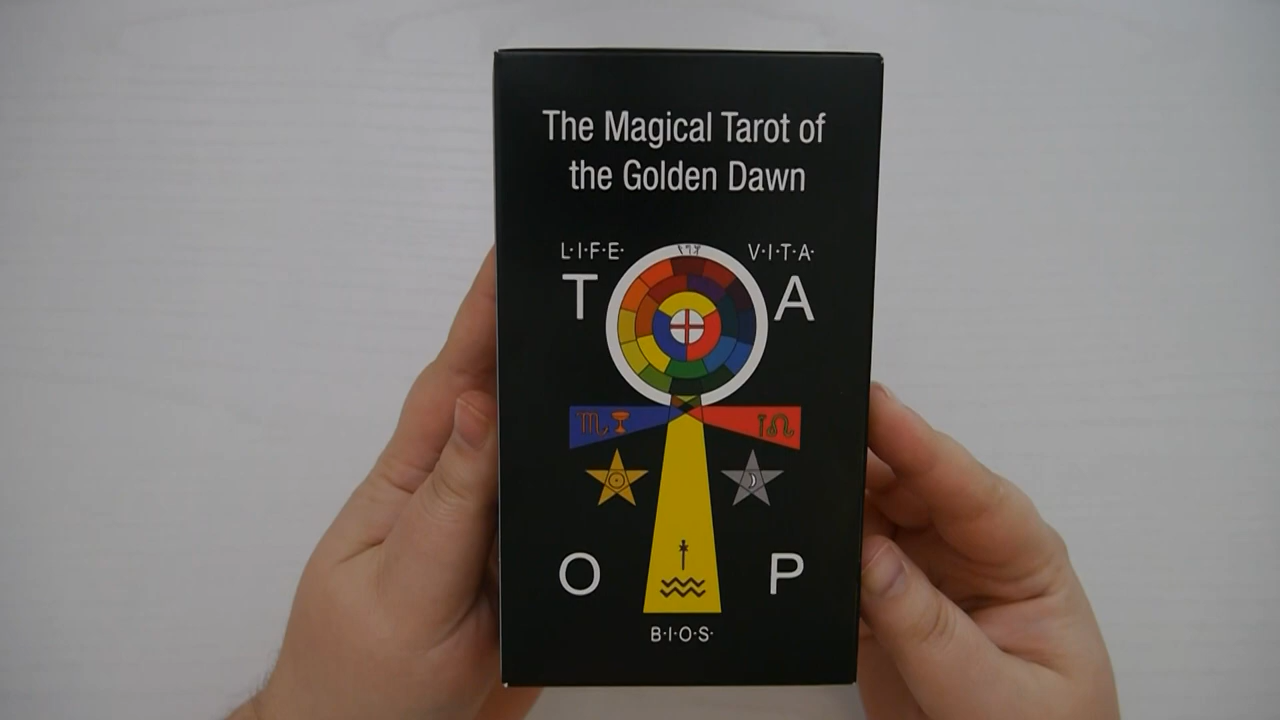 The Magical Tarot of
the Golden Dawn
L·I·F·E· V·I·T·A·
T A
O P
B·I·O·S·